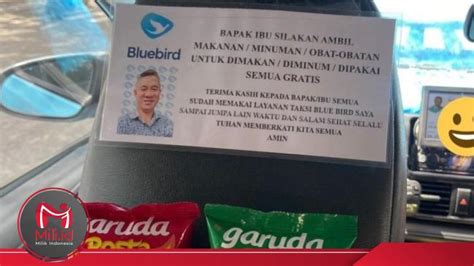 Bluebird
BAPAK IBU SILAKAN AMBIL
MAKANAN / MINUMAN / OBAT-OBATAN
UNTUK DIMAKAN / DIMINUM / DIPAKAI
SEMUA GRATIS
TERIMA KASIH KEPADA BAPAK/IBU SEMUA
SUDAH MEMAKAI LAYANAN TAKSI BLUE BIRD SAYA
SAMPAI JUMPA LAIN WAKTU DAN SALAM SEHAT SELALU
TUHAN MEMBERKATI KITA SEMUA
AMIN
garuda
Rosta
garuda
Milik Indonesia